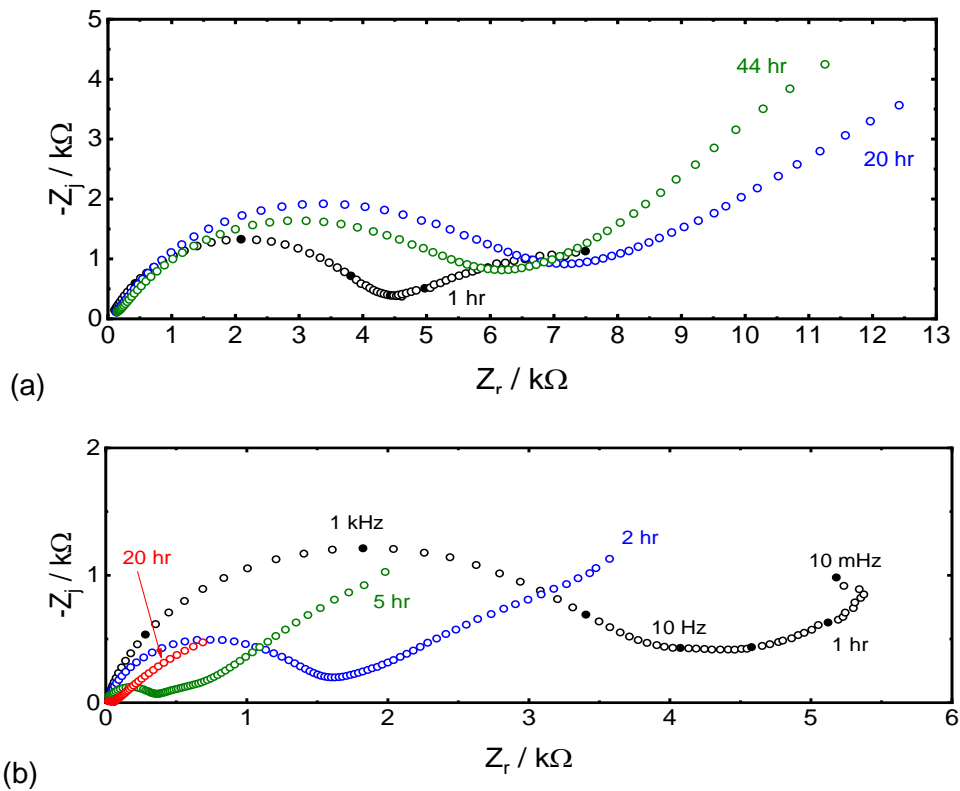 5
4
3
2
1
0
-Z_j / kΩ
44 hr
20 hr
1 hr
0 1 2 3 4 5 6 7 8 9 10 11 12 13
Z_r / kΩ
(a)
2
1
0
-Z_j / kΩ
1 kHz
2 hr
20 hr
10 mHz
5 hr
10 Hz
1 hr
0 1 2 3 4 5 6
Z_r / kΩ
(b)